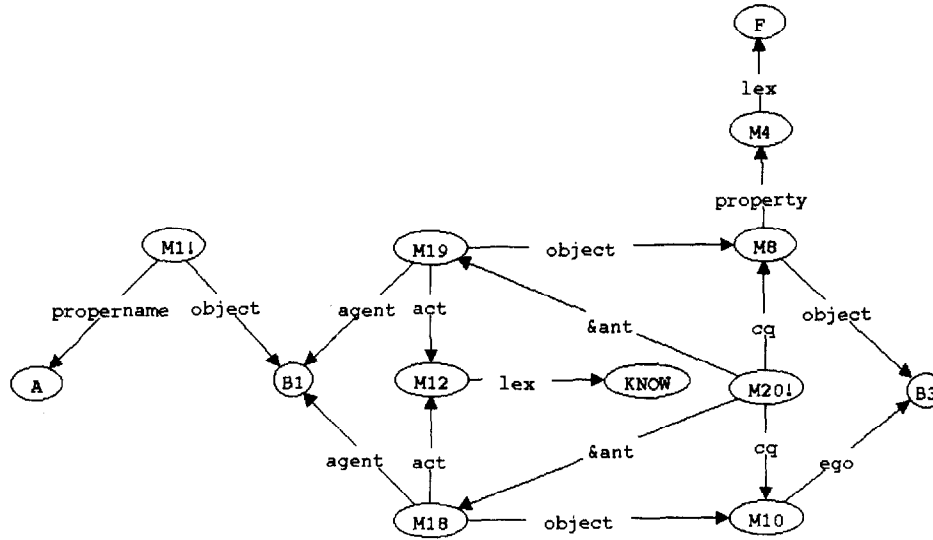 F
lex
M4
property
M1!
M19
object
M8
propername
object
agent
act
&ant
cq
object
A
B1
M12
lex
KNOW
M20!
B3
agent
act
&ant
cq
ego
M18
object
M10